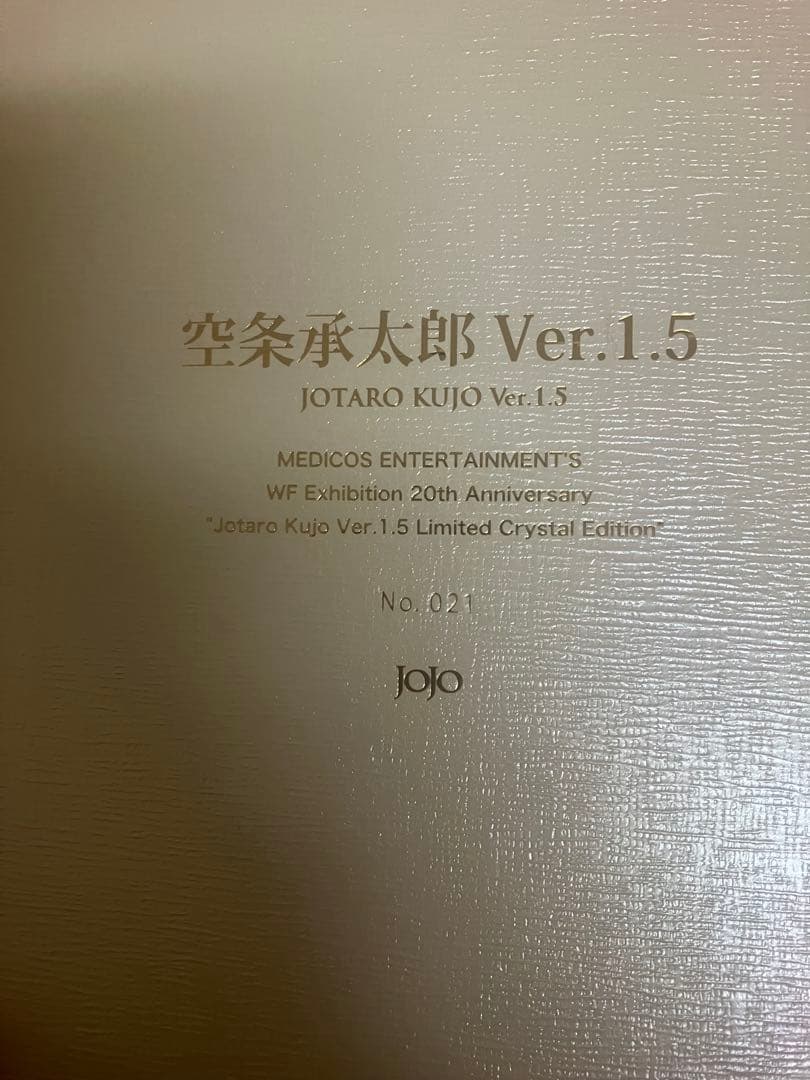 空条承太郎 Ver.1.5
JOTARO KUJO Ver.1.5
MEDICOS ENTERTAINMENT'S
WF Exhibition 20th Anniversary
"Jotaro Kujo Ver.1.5 Limited Crystal Edition"
No. 021
JOJO